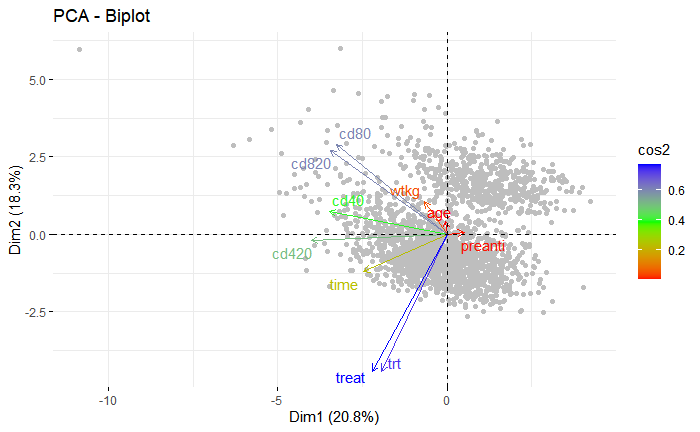 PCA - Biplot
5.0
2.5
0.0
-2.5
-10
-5
0
Dim1 (20.8%)
Dim2 (18.3%)
cd80
cd820
wtkg
cd40
age
preanti
cd420
time
trt
treat
cos2
0.6
0.4
0.2